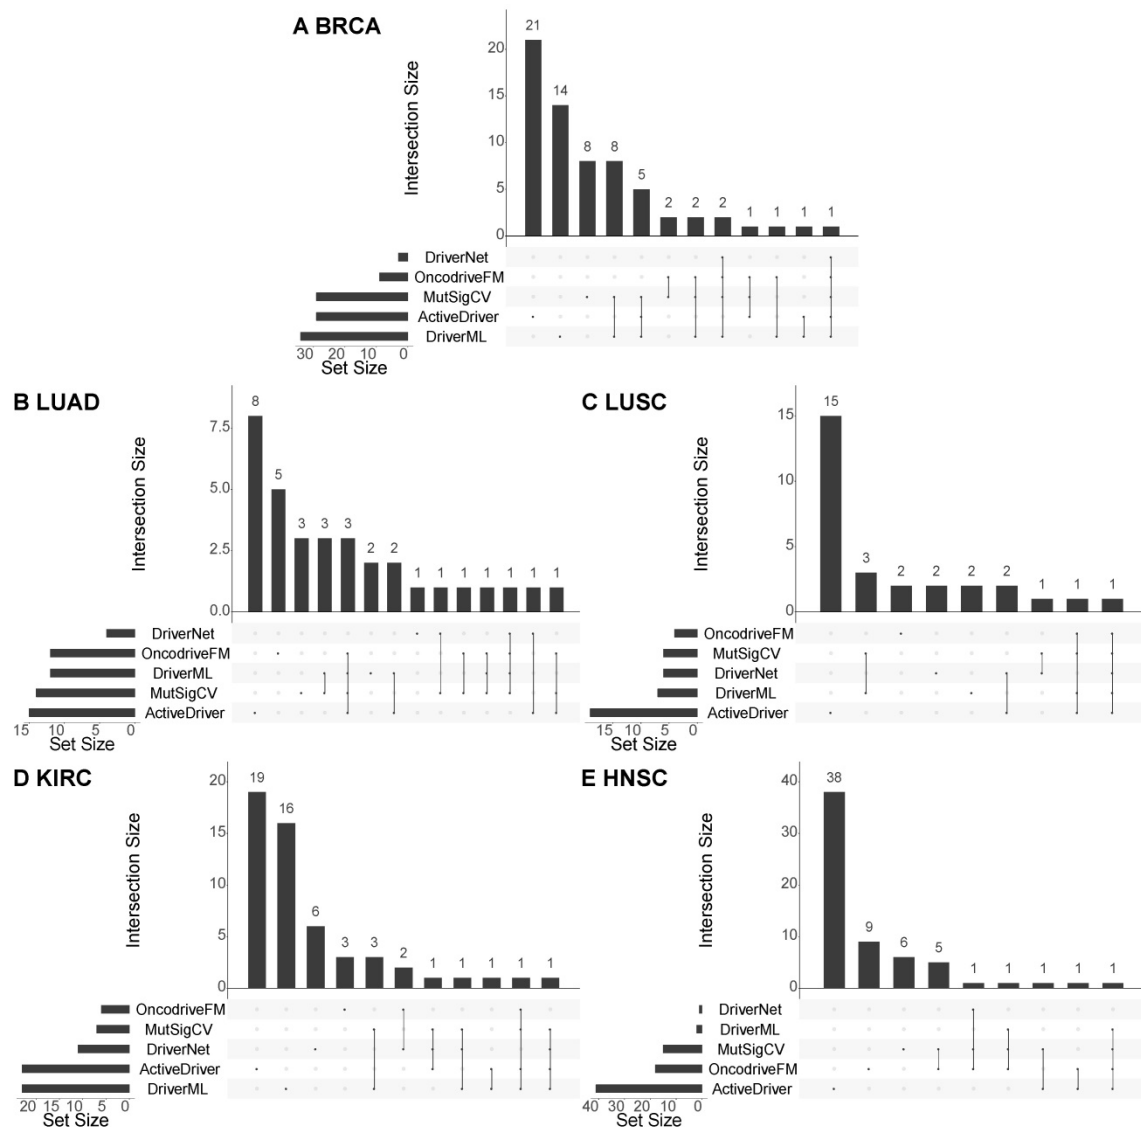 A BRCA
Intersection Size
20
15
10
5
0
21 14 8 8 5 2 2 2 1 1 1 1
DriverNet
OncodriveFM
MutSigCV
ActiveDriver
DriverML
30 20 10 0
Set Size
B LUAD
Intersection Size
7.5
5.0
2.5
0.0
8 5 3 3 3 2 2 1 1 1 1 1 1 1
DriverNet
OncodriveFM
DriverML
MutSigCV
ActiveDriver
15 10 5 0
Set Size
C LUSC
Intersection Size
15
10
5
0
15 3 2 2 2 2 1 1 1
OncodriveFM
MutSigCV
DriverNet
DriverML
ActiveDriver
15 10 5 0
Set Size
D KIRC
Intersection Size
20
15
10
5
0
19 16 6 3 3 2 1 1 1 1 1
OncodriveFM
MutSigCV
DriverNet
ActiveDriver
DriverML
20 15 10 5 0
Set Size
E HNSC
Intersection Size
40
30
20
10
0
38 9 6 5 1 1 1 1 1
DriverNet
DriverML
MutSigCV
OncodriveFM
ActiveDriver
40 30 20 10 0
Set Size